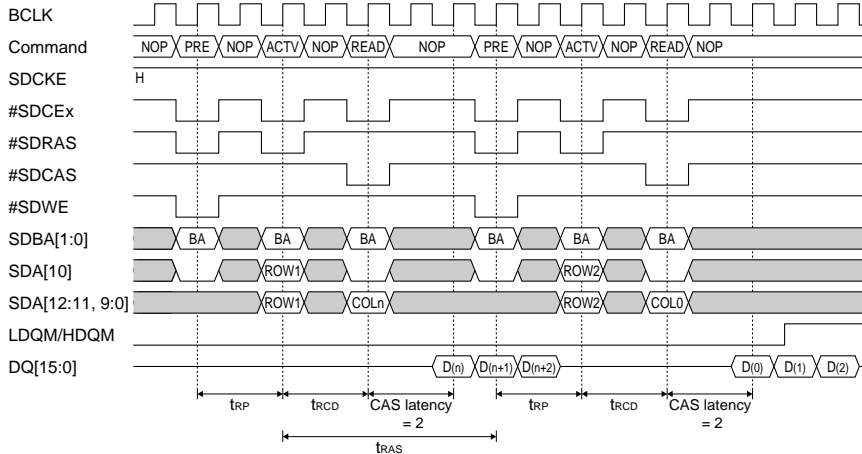 BCLK
Command NOP PRE NOP ACTV NOP READ NOP PRE NOP ACTV NOP READ NOP
SDCKE H
#SDCEx
#SDRAS
#SDCAS
#SDWE
SDBA[1:0] BA BA BA BA BA BA
SDA[10] ROW1 ROW2
SDA[12:11, 9:0] ROW1 COLn ROW2 COL0
LDQM/HDQM
DQ[15:0] D(n) D(n+1) D(n+2) D(0) D(1) D(2)
tRP tRCD CAS latency tRP tRCD CAS latency
= 2 = 2
tRAS